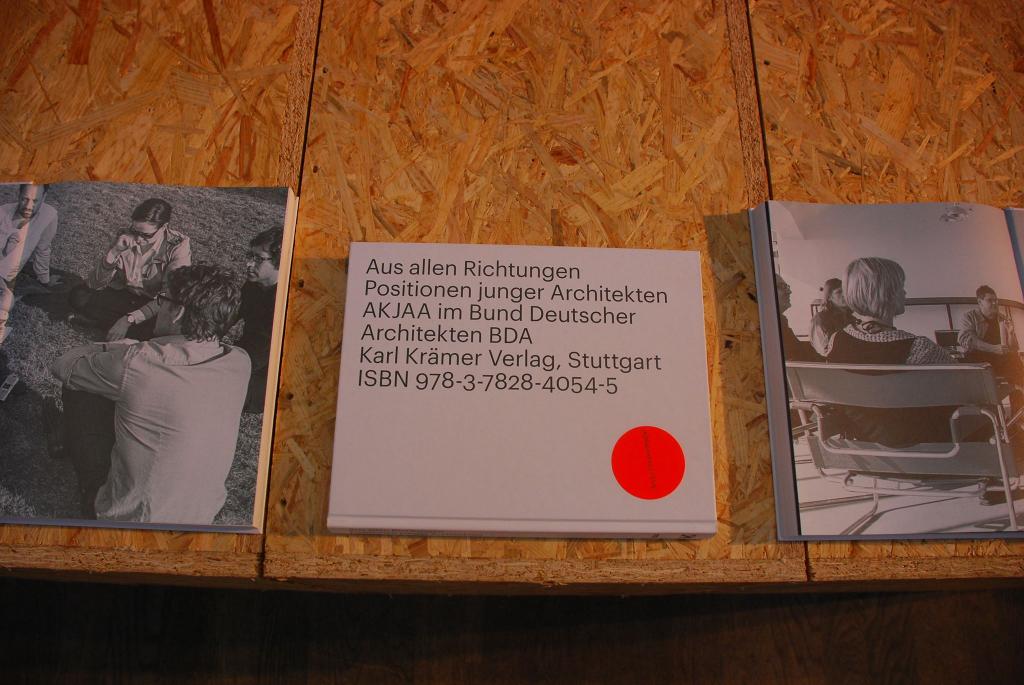 Aus allen Richtungen
Positionen junger Architekten
AKJAA im Bund Deutscher
Architekten BDA
Karl Krämer Verlag, Stuttgart
ISBN 978-3-7828-4054-5